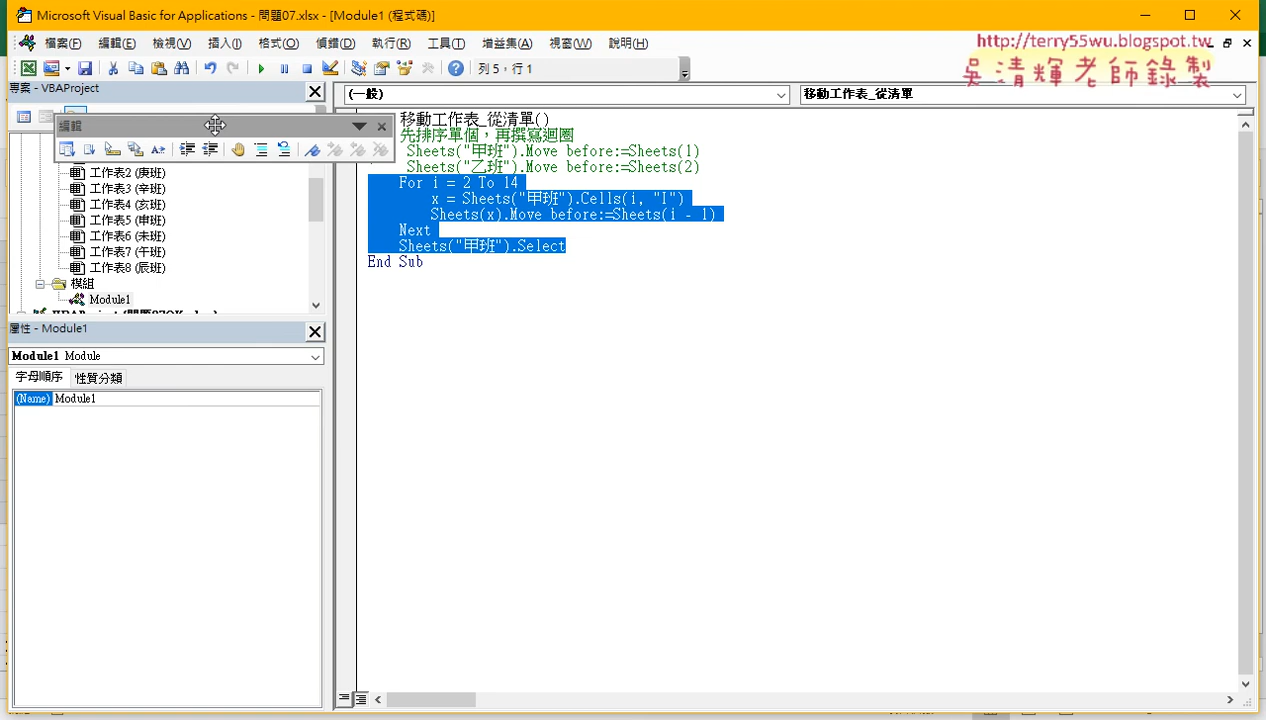 Microsoft Visual Basic for Applications - 問題07.xlsx - [Module1 (程式碼)]
http://terry55wu.blogspot.tw
吳清輝老師錄製
檔案(F) 編輯(E) 檢視(V) 插入(I) 格式(O) 偵錯(D) 執行(R) 工具(T) 增益集(A) 視窗(W) 說明(H)
列 5，行 1
專案 - VBAProject
(一般)
移動工作表_從清單
編輯
工作表2 (庚班)
工作表3 (辛班)
工作表4 (亥班)
工作表5 (申班)
工作表6 (未班)
工作表7 (午班)
工作表8 (辰班)
模組
Module1
屬性 - Module1
Module1 Module
字母順序 性質分類
(Name) Module1
移動工作表_從清單()
先排序單個，再撰寫迴圈
Sheets("甲班").Move before:=Sheets(1)
Sheets("乙班").Move before:=Sheets(2)
For i = 2 To 14
x = Sheets("甲班").Cells(i, "I")
Sheets(x).Move before:=Sheets(i - 1)
Next
Sheets("甲班").Select
End Sub